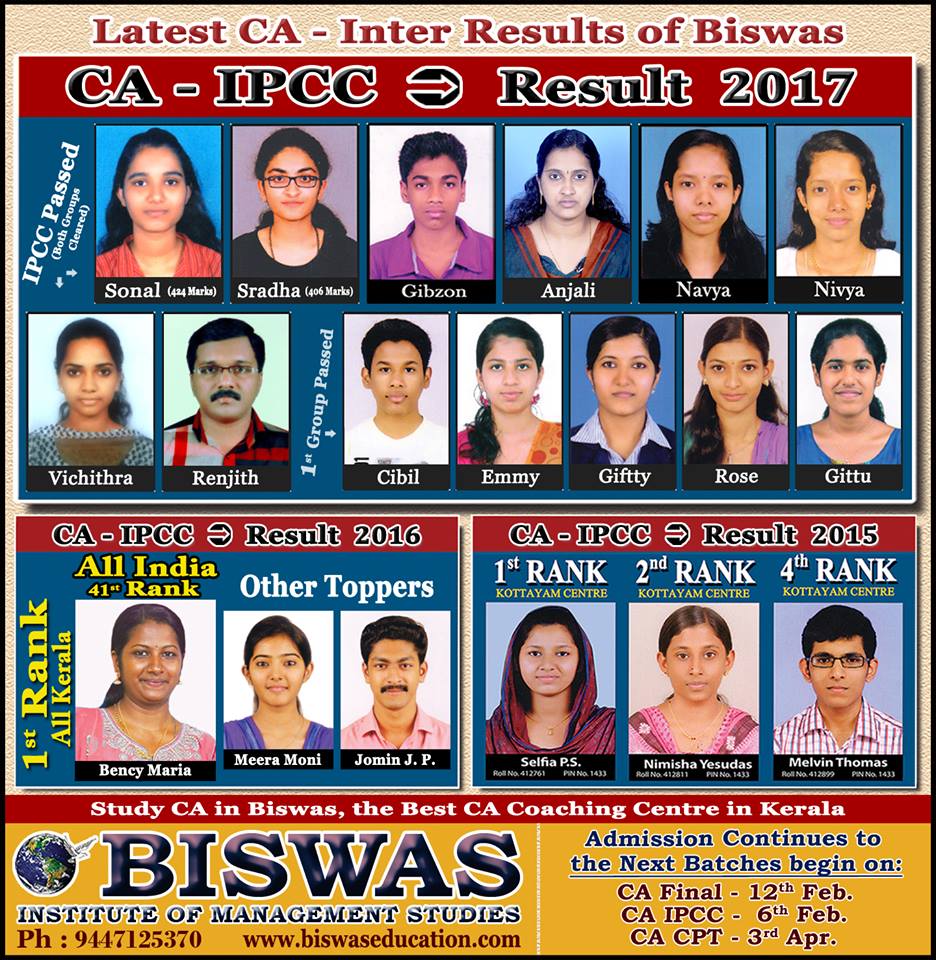 Latest CA - Inter Results of Biswas
CA - IPCC ➲ Result 2017
IPCC Passed
(Both Groups
Cleared)
Sonal (424 Marks)
Sradha (406 Marks)
Gibzon
Anjali
Navya
Nivya
Vichithra
Renjith
1st Group Passed
Cibil
Emmy
Giftty
Rose
Gittu
CA - IPCC ➲ Result 2016
1st Rank
All Kerala
All India
41st Rank
Bency Maria
Other Toppers
Meera Moni
Jomin J. P.
CA - IPCC ➲ Result 2015
1st RANK
KOTTAYAM CENTRE
Selfia P.S.
Roll No. 412761 PIN No. 1433
2nd RANK
KOTTAYAM CENTRE
Nimisha Yesudas
Roll No. 412811 PIN No. 1433
4th RANK
KOTTAYAM CENTRE
Melvin Thomas
Roll No. 412899 PIN No. 1433
Study CA in Biswas, the Best CA Coaching Centre in Kerala
BISWAS
INSTITUTE OF MANAGEMENT STUDIES
Ph : 9447125370 www.biswaseducation.com
Admission Continues to
the Next Batches begin on:
CA Final - 12th Feb.
CA IPCC - 6th Feb.
CA CPT - 3rd Apr.